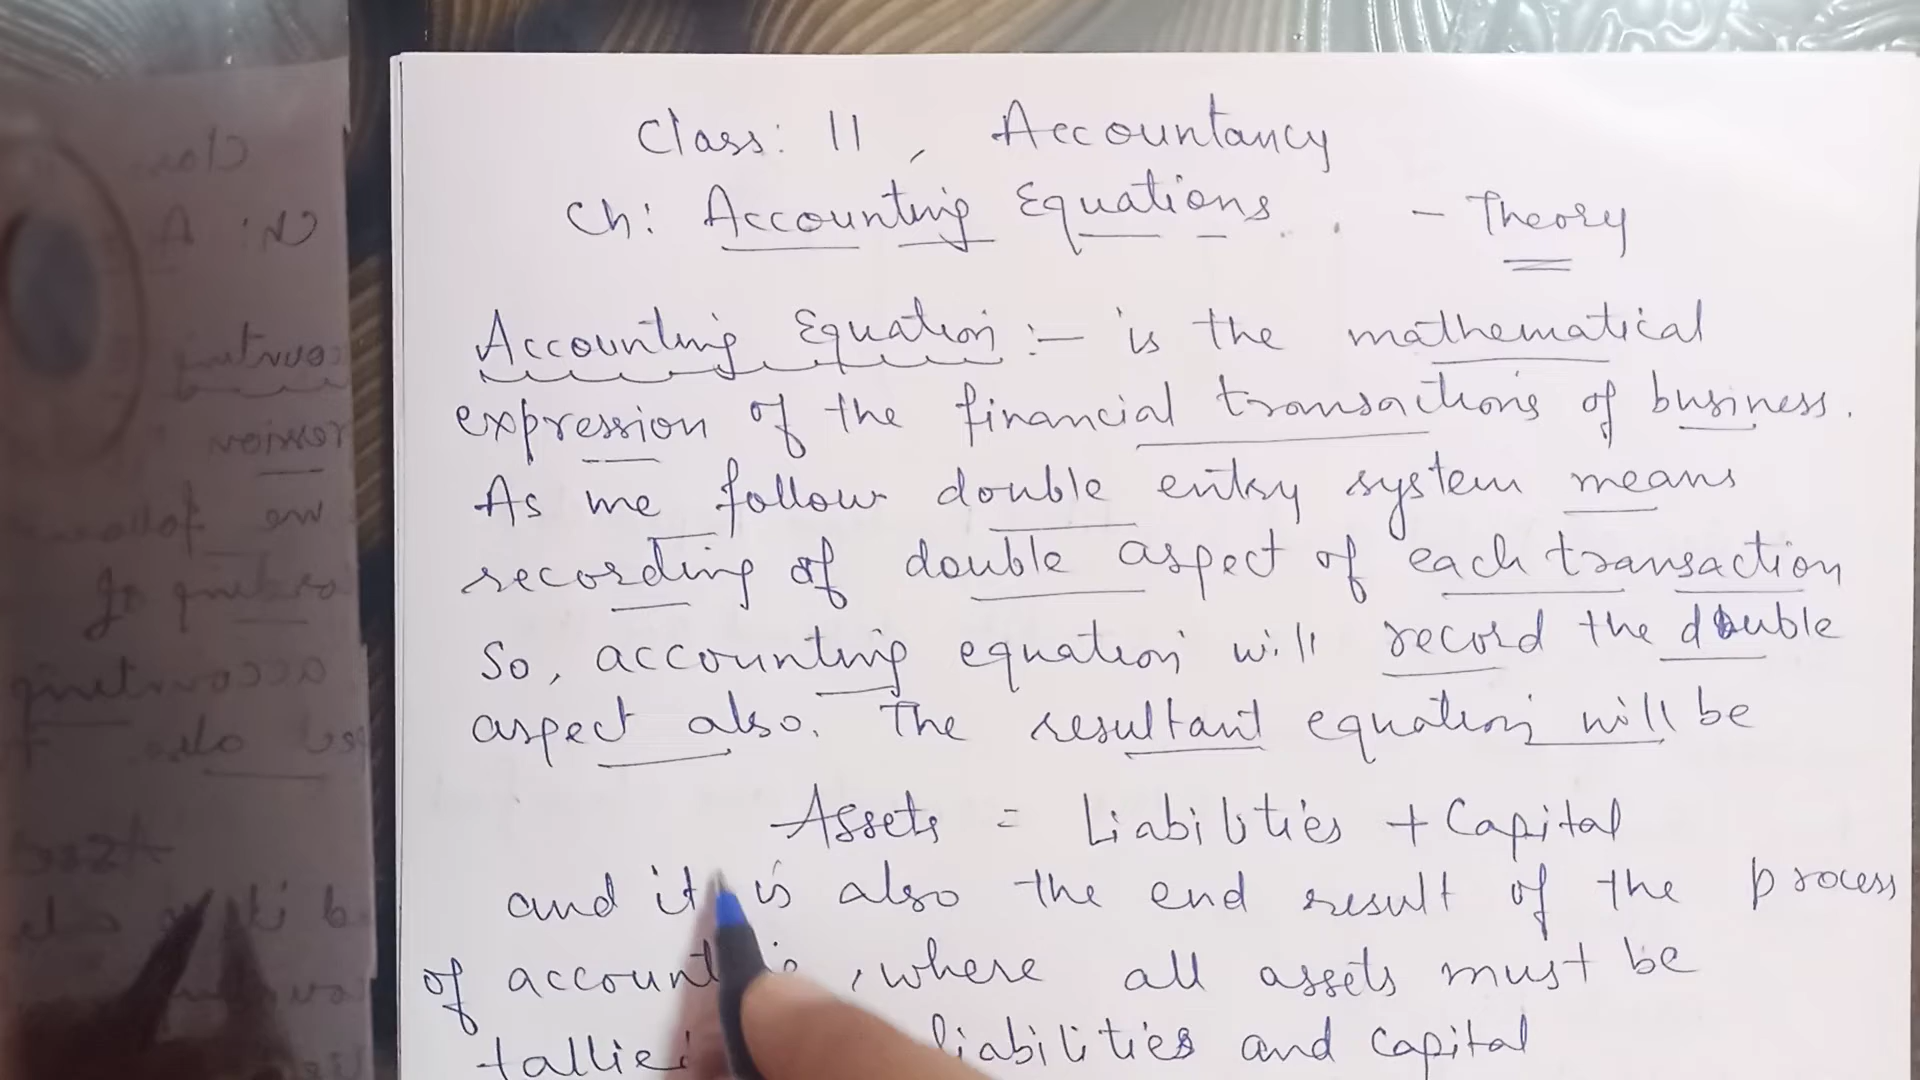 Class: 11 , Accountancy
Ch: Accounting Equations - Theory
Accounting Equation :- is the mathematical
expression of the financial transactions of business.
As we follow double entry system means
recording of double aspect of each transaction
So, accounting equation will record the double
aspect also. The resultant equation will be
Assets = Liabilities + Capital
and it is also the end result of the process
of , where all assets must be
liabilities and capital